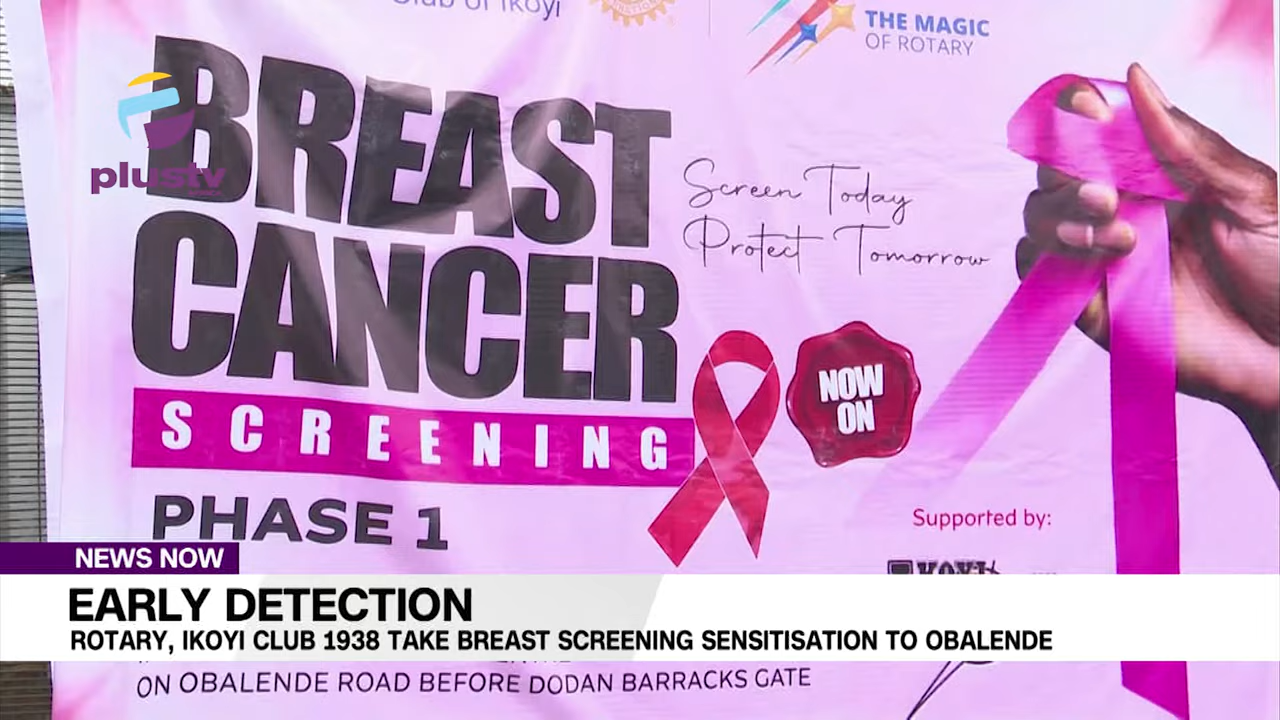 Club of Ikoyi
THE MAGIC
OF ROTARY
plustv
BREAST
CANCER
SCREENING
Screen Today
Protect Tomorrow
NOW
ON
PHASE 1
Supported by:
NEWS NOW
EARLY DETECTION
ROTARY, IKOYI CLUB 1938 TAKE BREAST SCREENING SENSITISATION TO OBALENDE
ON OBALENDE ROAD BEFORE DODAN BARRACKS GATE